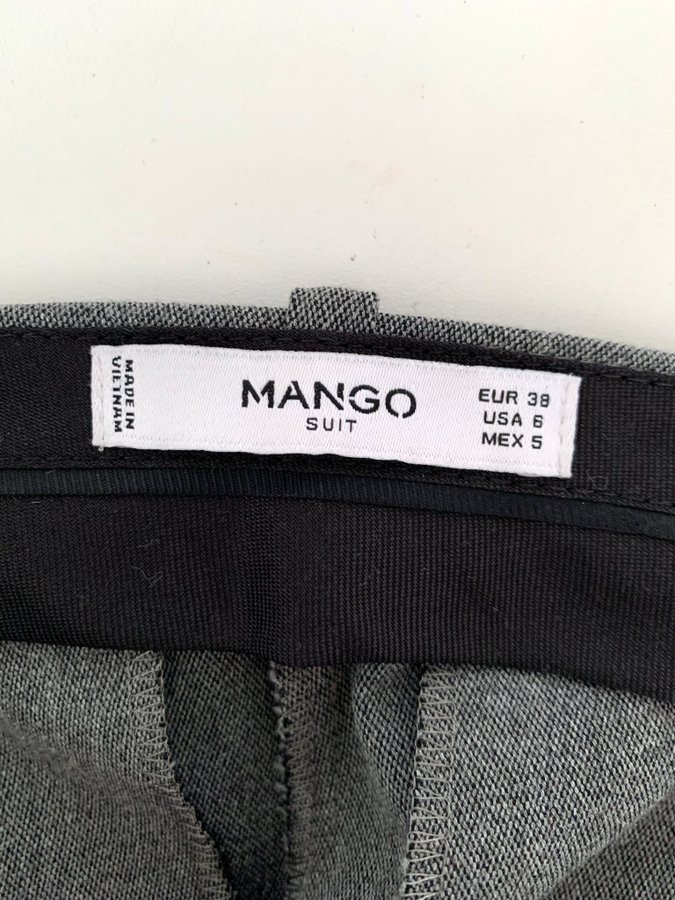 MADE IN
VIETNAM
MANGO
SUIT
EUR 38
USA 6
MEX 5